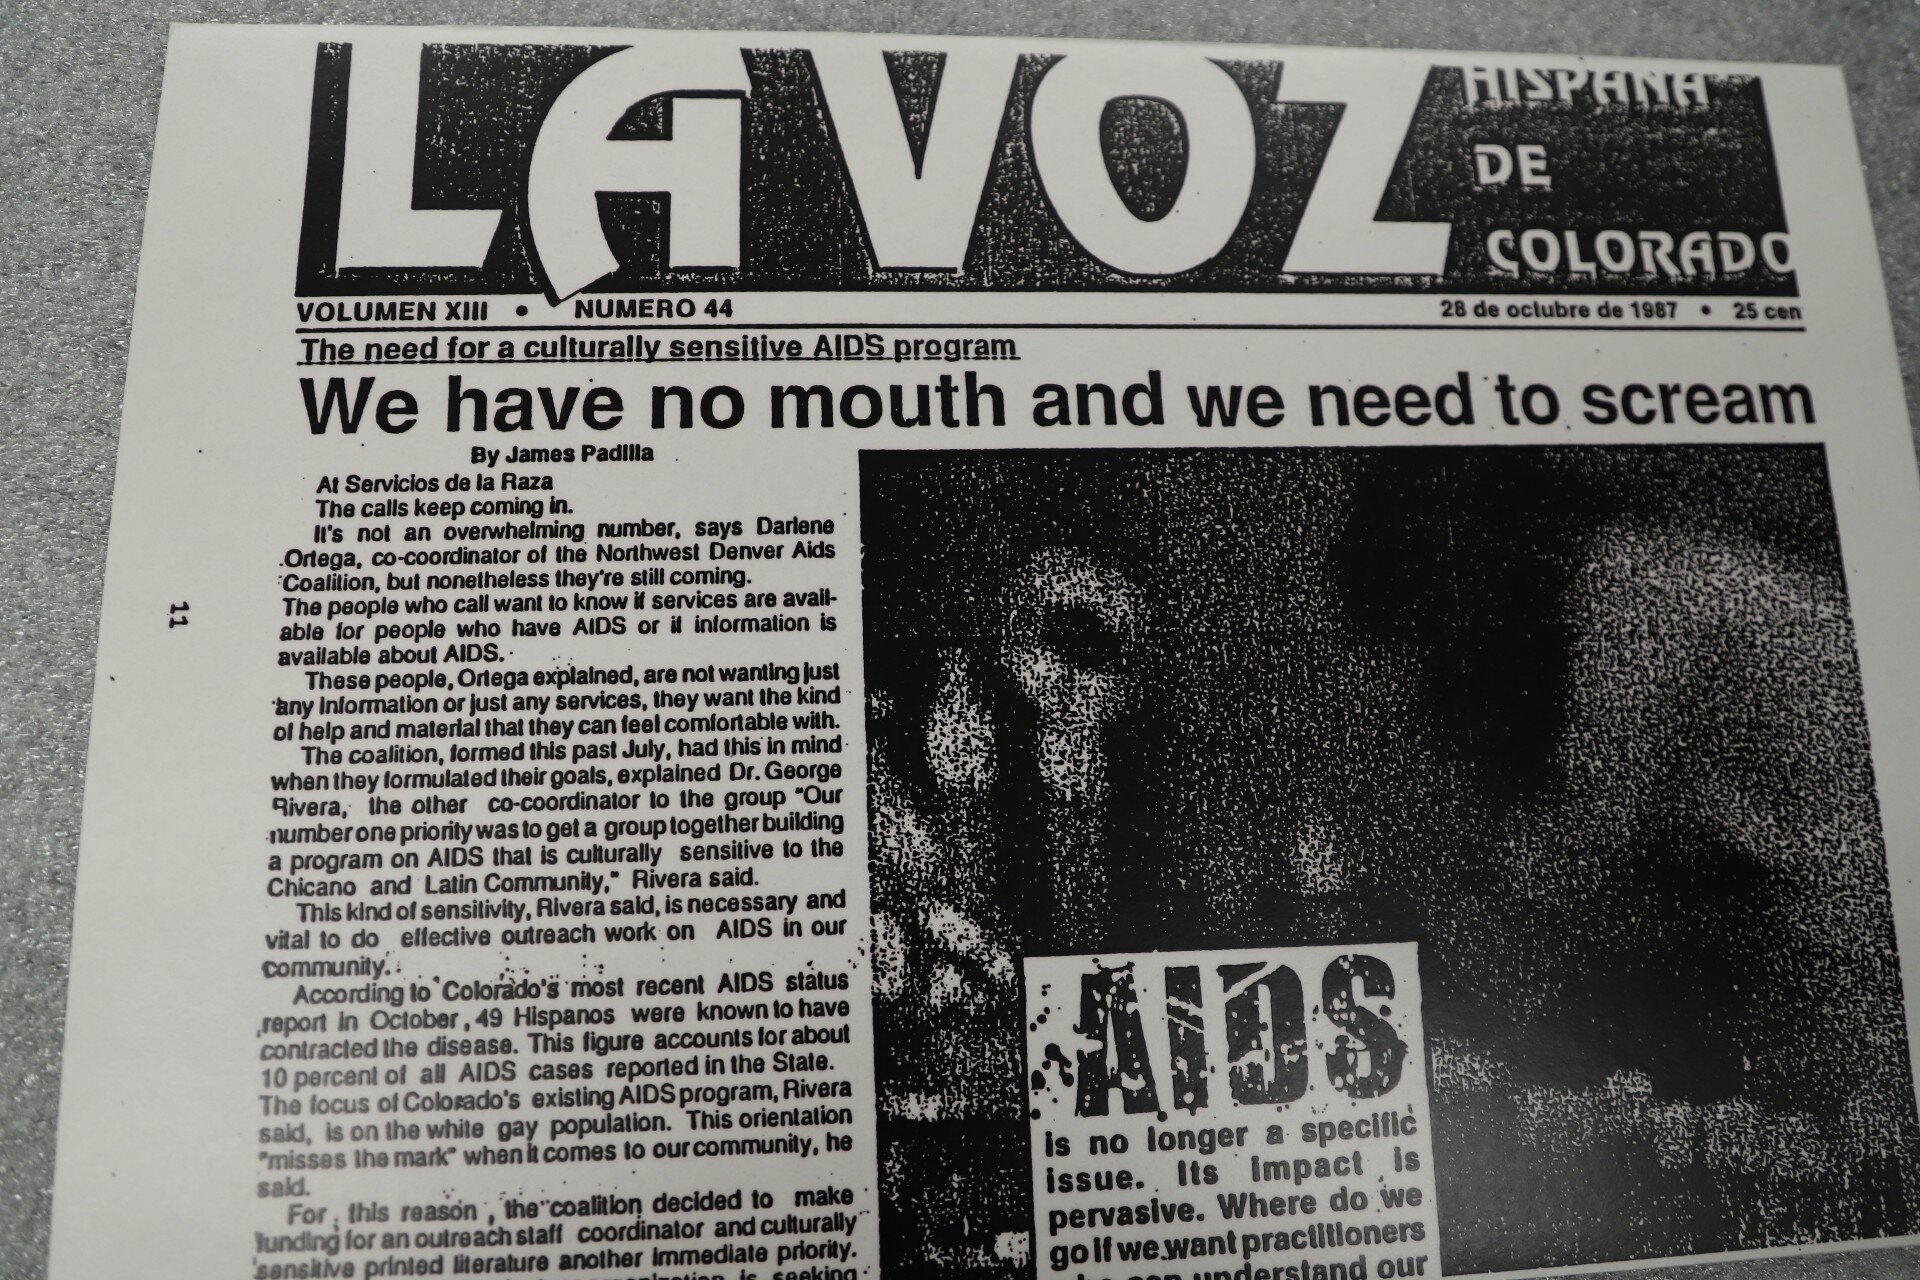 LA VOZ
HISPANA
DE
COLORADO
VOLUMEN XIII • NUMERO 44
28 de octubre de 1987 • 25 cen
The need for a culturally sensitive AIDS program
We have no mouth and we need to scream
By James Padilla
At Servicios de la Raza
The calls keep coming in.
It's not an overwhelming number, says Darlene
Ortega, co-coordinator of the Northwest Denver Aids
Coalition, but nonetheless they're still coming.
The people who call want to know if services are avail-
able for people who have AIDS or if information is
available about AIDS.
These people, Ortega explained, are not wanting just
any information or just any services, they want the kind
of help and material that they can feel comfortable with.
The coalition, formed this past July, had this in mind
when they formulated their goals, explained Dr. George
Rivera, the other co-coordinator to the group "Our
number one priority was to get a group together building
a program on AIDS that is culturally sensitive to the
Chicano and Latin Community," Rivera said.
This kind of sensitivity, Rivera said, is necessary and
vital to do effective outreach work on AIDS in our
community.
According to Colorado's most recent AIDS status
report in October, 49 Hispanos were known to have
contracted the disease. This figure accounts for about
10 percent of all AIDS cases reported in the State.
The focus of Colorado's existing AIDS program, Rivera
said, is on the white gay population. This orientation
"misses the mark" when it comes to our community, he
said.
For this reason, the coalition decided to make
funding for an outreach staff coordinator and culturally
sensitive printed literature another immediate priority.
is seeking
AIDS
is no longer a specific
issue. Its impact is
pervasive. Where do we
go if we want practitioners
who can understand our
11